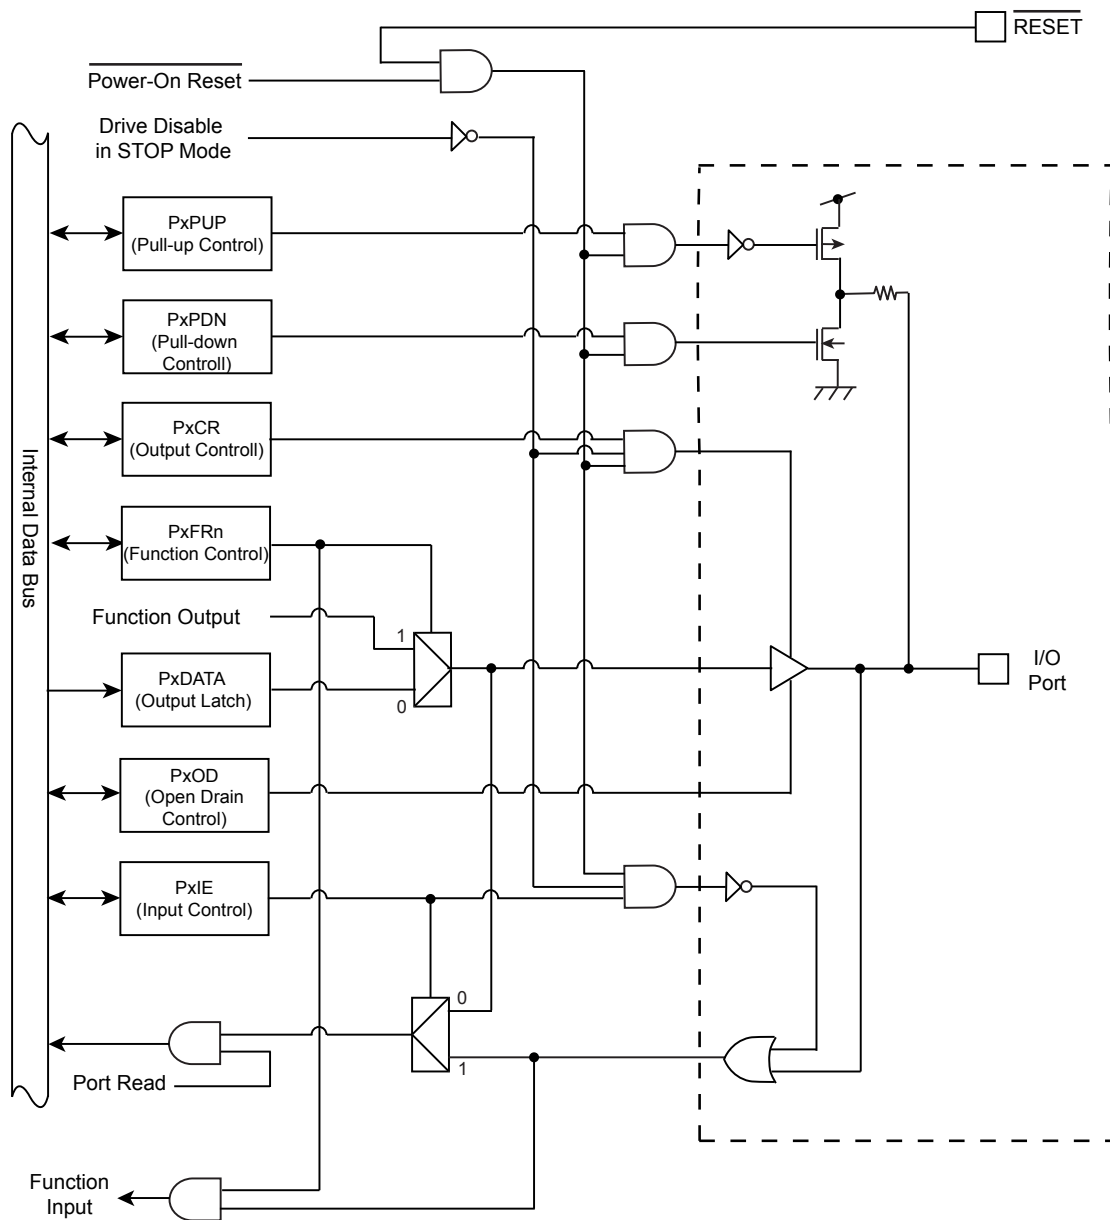 RESET
Power-On Reset
Drive Disable
in STOP Mode
PxPUP
(Pull-up Control)
PxPDN
(Pull-down
Controll)
PxCR
(Output Controll)
Internal Data Bus
PxFRn
(Function Control)
Function Output
1
PxDATA
(Output Latch)
0
I/O
Port
PxOD
(Open Drain
Control)
PxIE
(Input Control)
0
1
Port Read
Function
Input